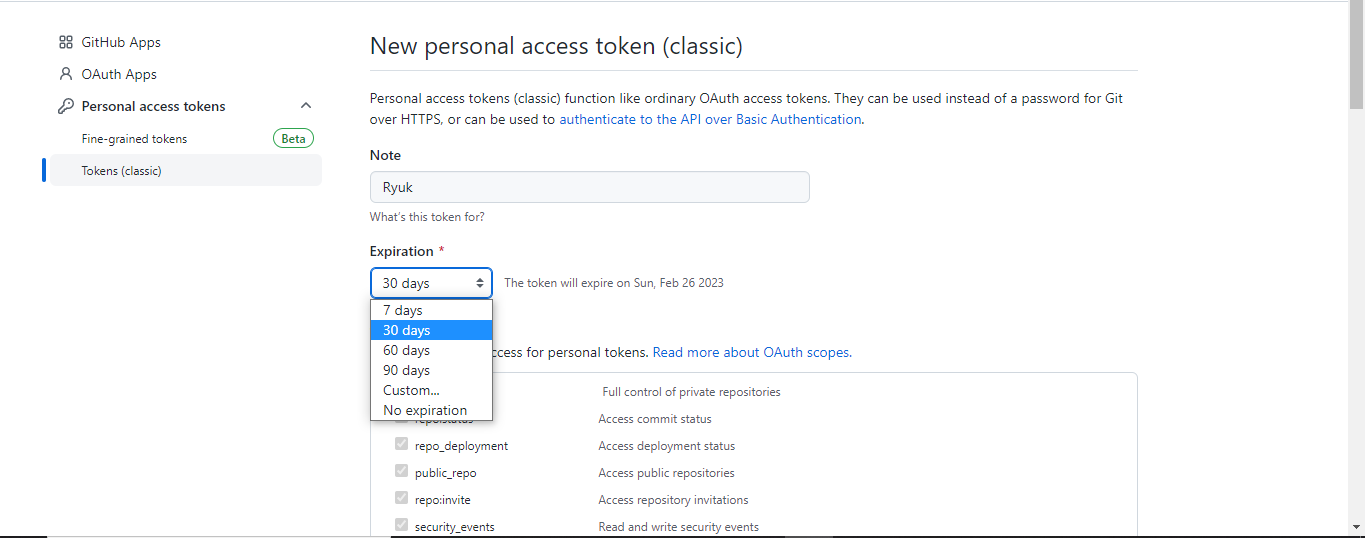 GitHub Apps
OAuth Apps
Personal access tokens
Fine-grained tokens Beta
Tokens (classic)
New personal access token (classic)
Personal access tokens (classic) function like ordinary OAuth access tokens. They can be used instead of a password for Git
over HTTPS, or can be used to authenticate to the API over Basic Authentication.
Note
Ryuk
What's this token for?
Expiration *
30 days The token will expire on Sun, Feb 26 2023
7 days
30 days
60 days
90 days
Custom...
No expiration
for personal tokens. Read more about OAuth scopes.
Full control of private repositories
Access commit status
repo_deployment Access deployment status
public_repo Access public repositories
repo:invite Access repository invitations
security_events Read and write security events